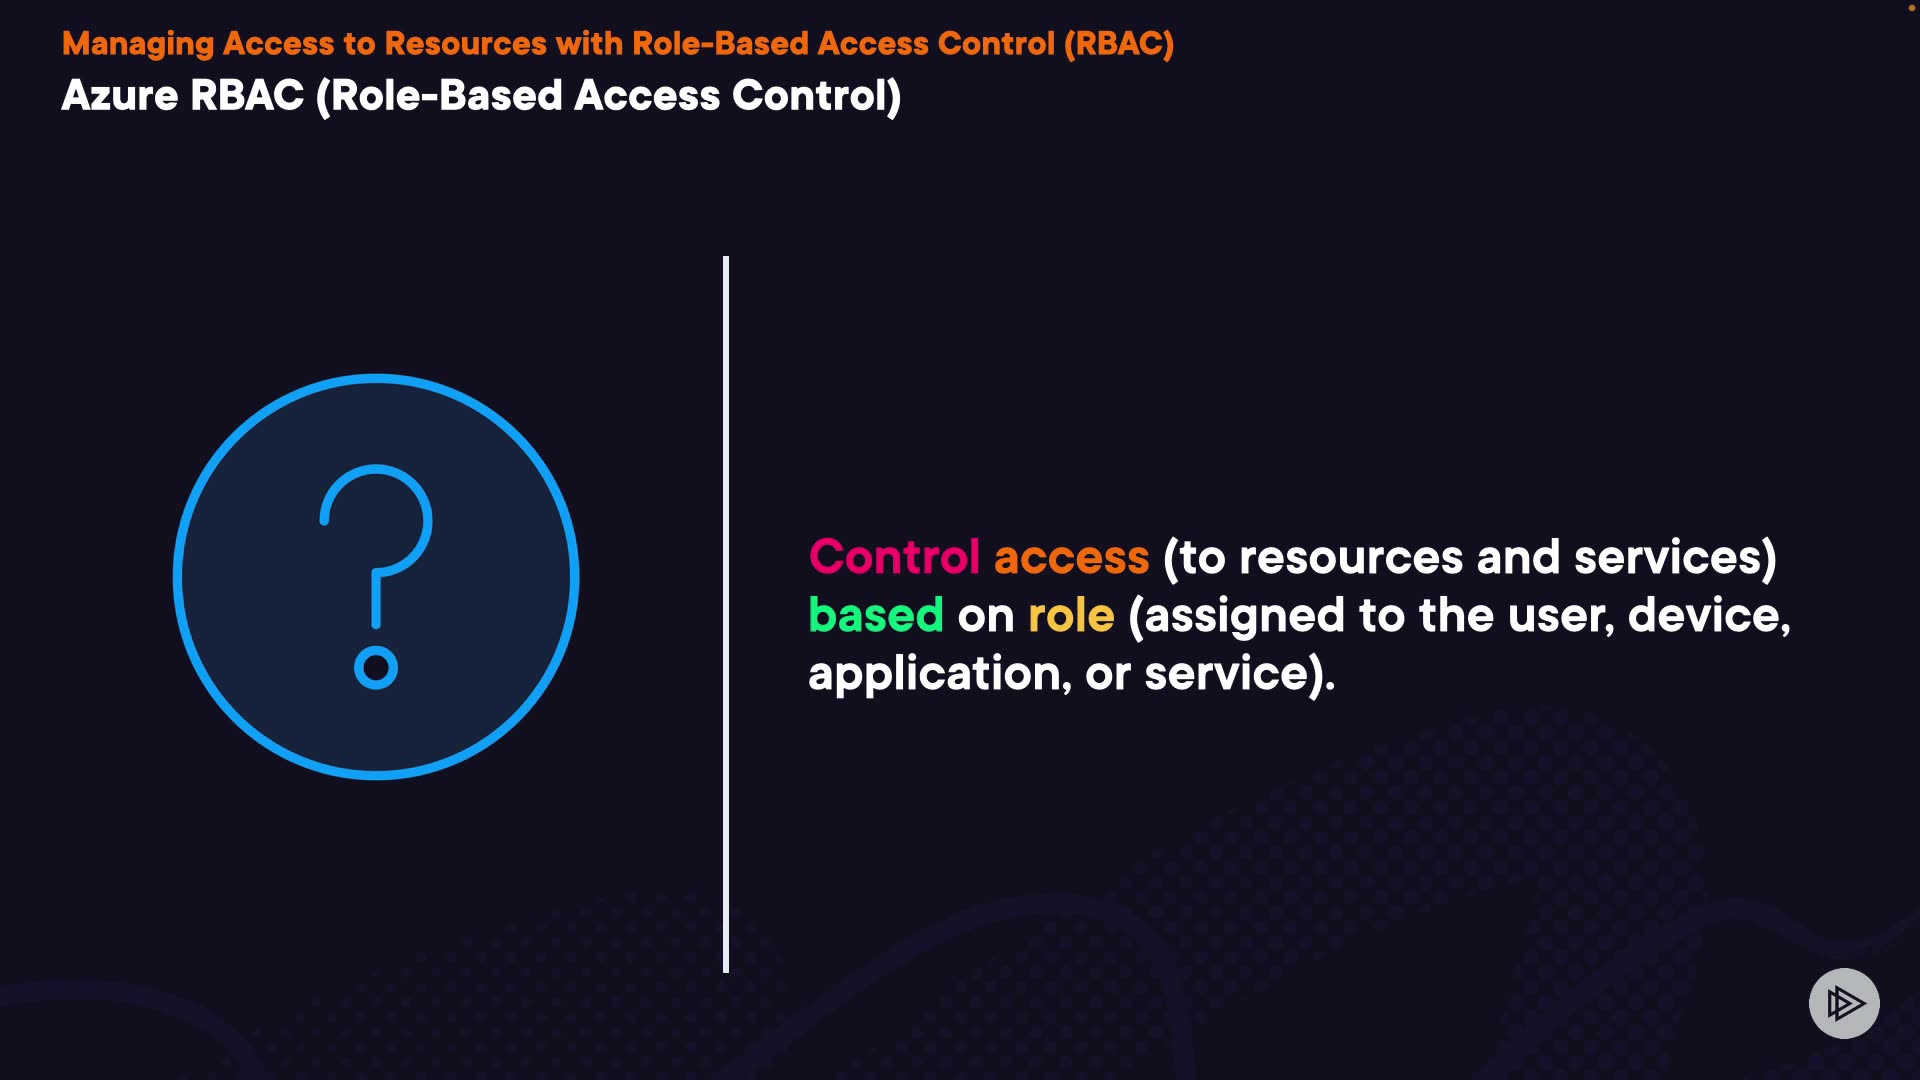 Managing Access to Resources with Role-Based Access Control (RBAC)
Azure RBAC (Role-Based Access Control)
Control access (to resources and services)
based on role (assigned to the user, device,
application, or service).